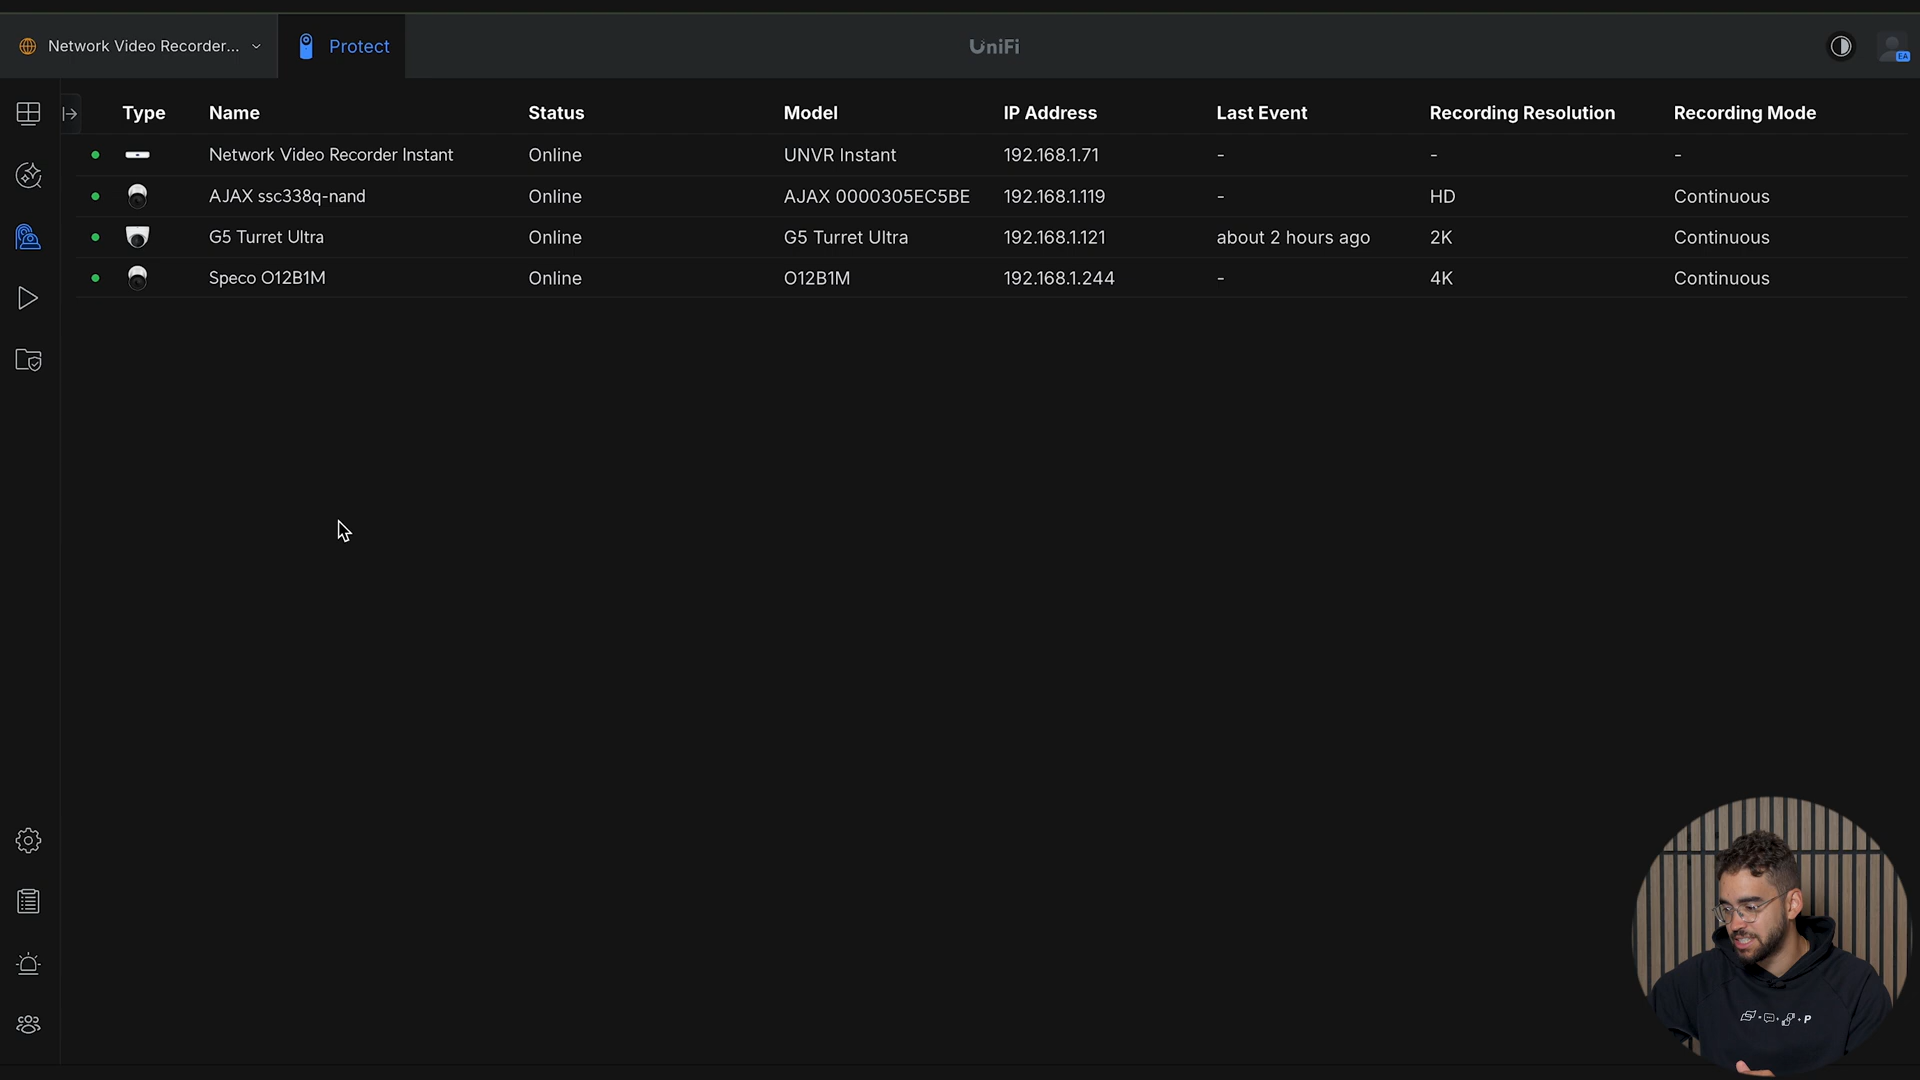 Network Video Recorder...
Protect
UniFi
EA
Type Name Status Model IP Address Last Event Recording Resolution Recording Mode
Network Video Recorder Instant Online UNVR Instant 192.168.1.71 - - -
AJAX ssc338q-nand Online AJAX 0000305EC5BE 192.168.1.119 - HD Continuous
G5 Turret Ultra Online G5 Turret Ultra 192.168.1.121 about 2 hours ago 2K Continuous
Speco O12B1M Online O12B1M 192.168.1.244 - 4K Continuous
P